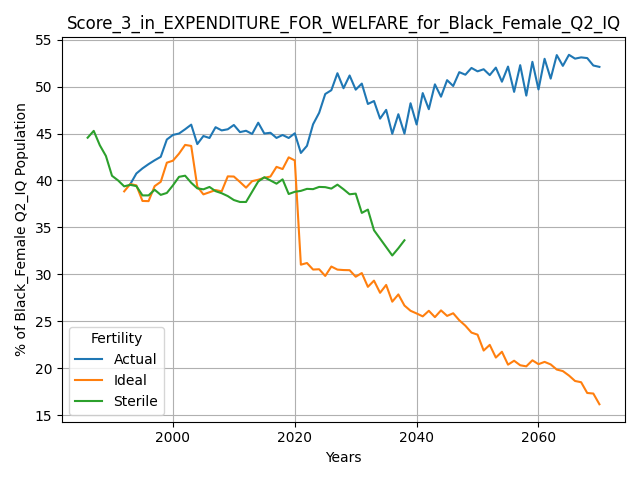 Score_3_in_EXPENDITURE_FOR_WELFARE_for_Black_Female_Q2_IQ
% of Black_Female Q2_IQ Population
55
50
45
40
35
30
25
20
15
Fertility
Actual
Ideal
Sterile
2000
2020
2040
2060
Years